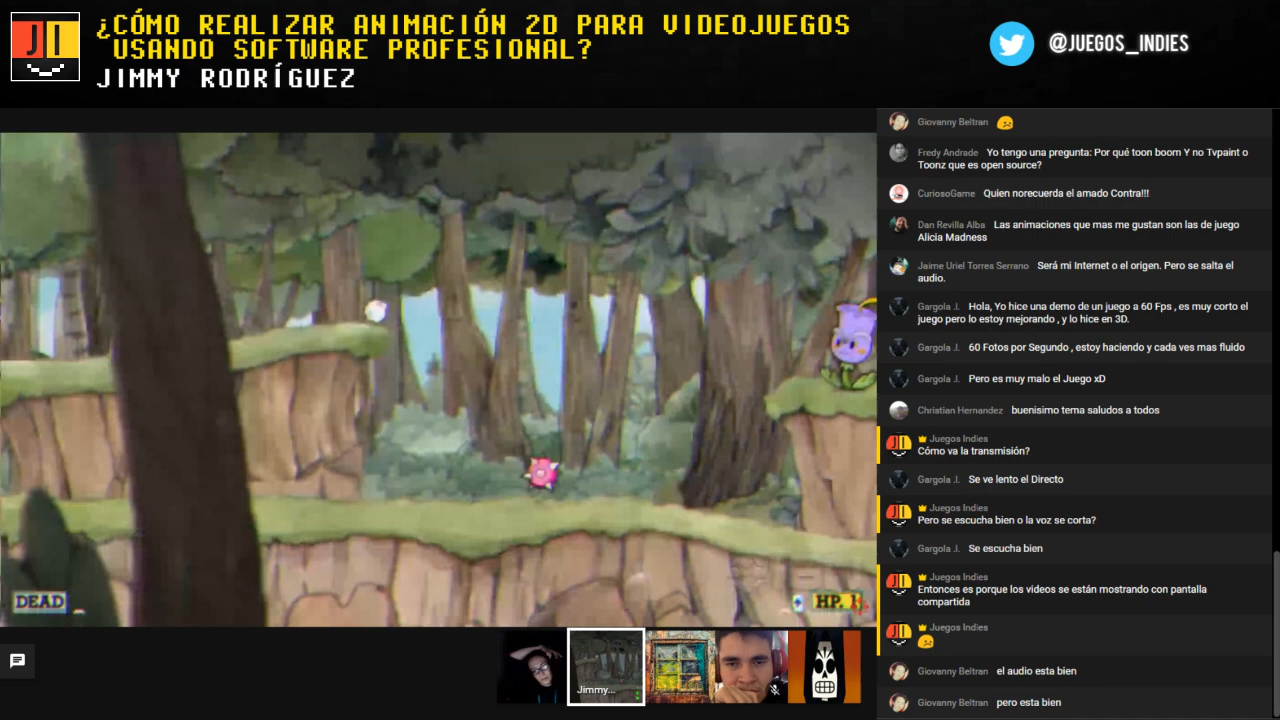 JI
¿CÓMO REALIZAR ANIMACIÓN 2D PARA VIDEOJUEGOS
USANDO SOFTWARE PROFESIONAL?
JIMMY RODRÍGUEZ
@JUEGOS_INDIES
DEAD
HP. 1
Jimmy...
Giovanny Beltran
Fredy Andrade Yo tengo una pregunta: Por qué toon boom Y no Tvpaint o
Toonz que es open source?
CuriosoGame Quien norecuerda el amado Contra!!!
Dan Revilla Alba Las animaciones que mas me gustan son las de juego
Alicia Madness
Jaime Uriel Torres Serrano Será mi Internet o el origen. Pero se salta el
audio.
Gargola .I. Hola, Yo hice una demo de un juego a 60 Fps , es muy corto el
juego pero lo estoy mejorando , y lo hice en 3D.
Gargola .I. 60 Fotos por Segundo , estoy haciendo y cada ves mas fluido
Gargola .I. Pero es muy malo el Juego xD
Christian Hernandez buenisimo tema saludos a todos
JI Juegos Indies
Cómo va la transmisión?
Gargola .I. Se ve lento el Directo
JI Juegos Indies
Pero se escucha bien o la voz se corta?
Gargola .I. Se escucha bien
JI Juegos Indies
Entonces es porque los videos se están mostrando con pantalla
compartida
JI Juegos Indies
Giovanny Beltran el audio esta bien
Giovanny Beltran pero esta bien